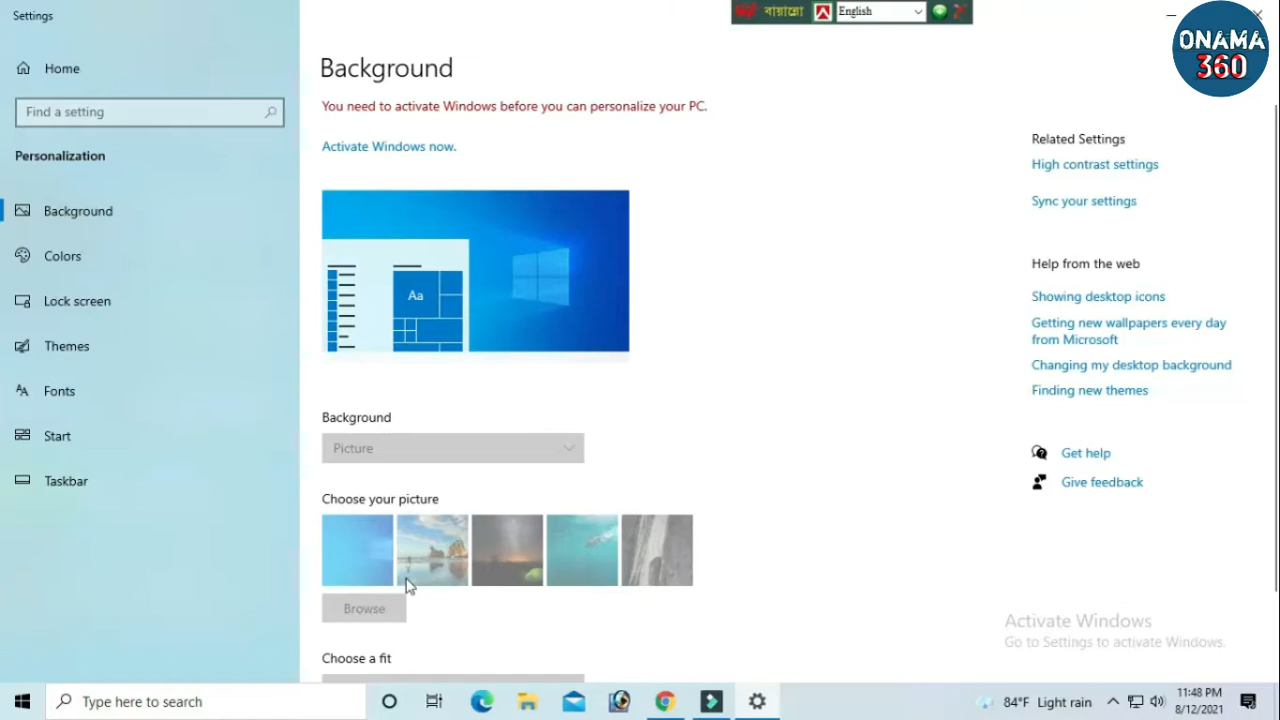 Settings
বায়ান্নো
English
ONAMA
360
Home
Find a setting
Personalization
Background
Colors
Lock screen
Themes
Fonts
Start
Taskbar
Background
You need to activate Windows before you can personalize your PC.
Activate Windows now.
Aa
Background
Picture
Choose your picture
Browse
Choose a fit
Related Settings
High contrast settings
Sync your settings
Help from the web
Showing desktop icons
Getting new wallpapers every day
from Microsoft
Changing my desktop background
Finding new themes
Get help
Give feedback
Activate Windows
Go to Settings to activate Windows.
Type here to search
84°F Light rain
11:48 PM
8/12/2021